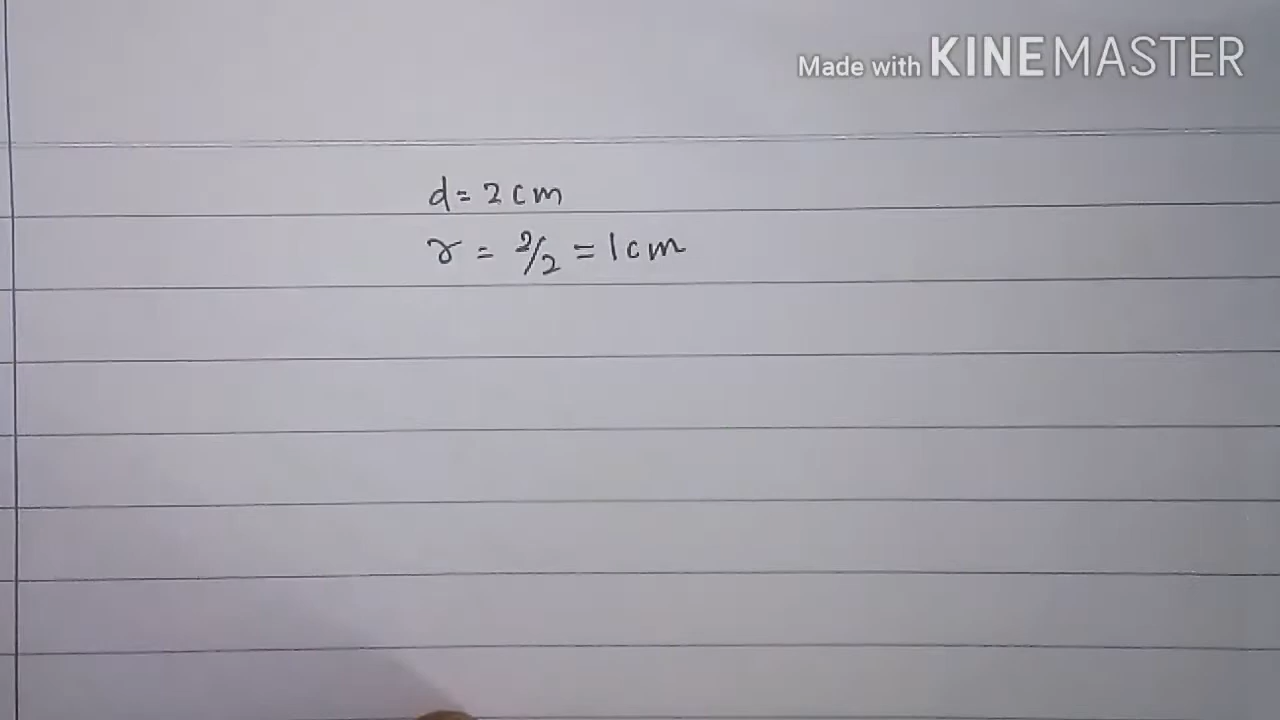 Made with KINEMASTER
d = 2 cm
r = 2/2 = 1 cm